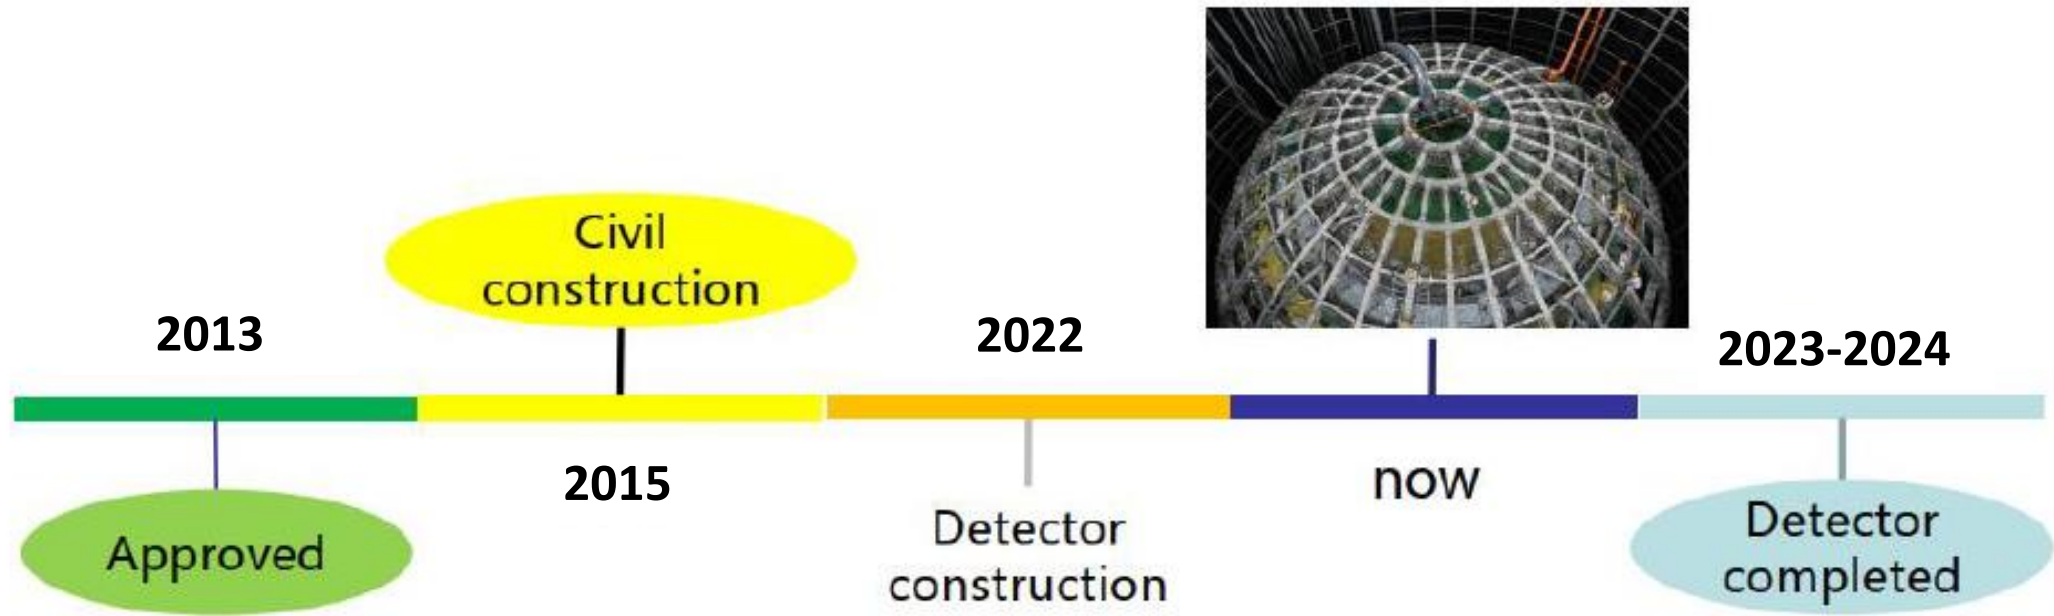 2013
Approved
Civil
construction
2015
2022
Detector
construction
now
2023-2024
Detector
completed